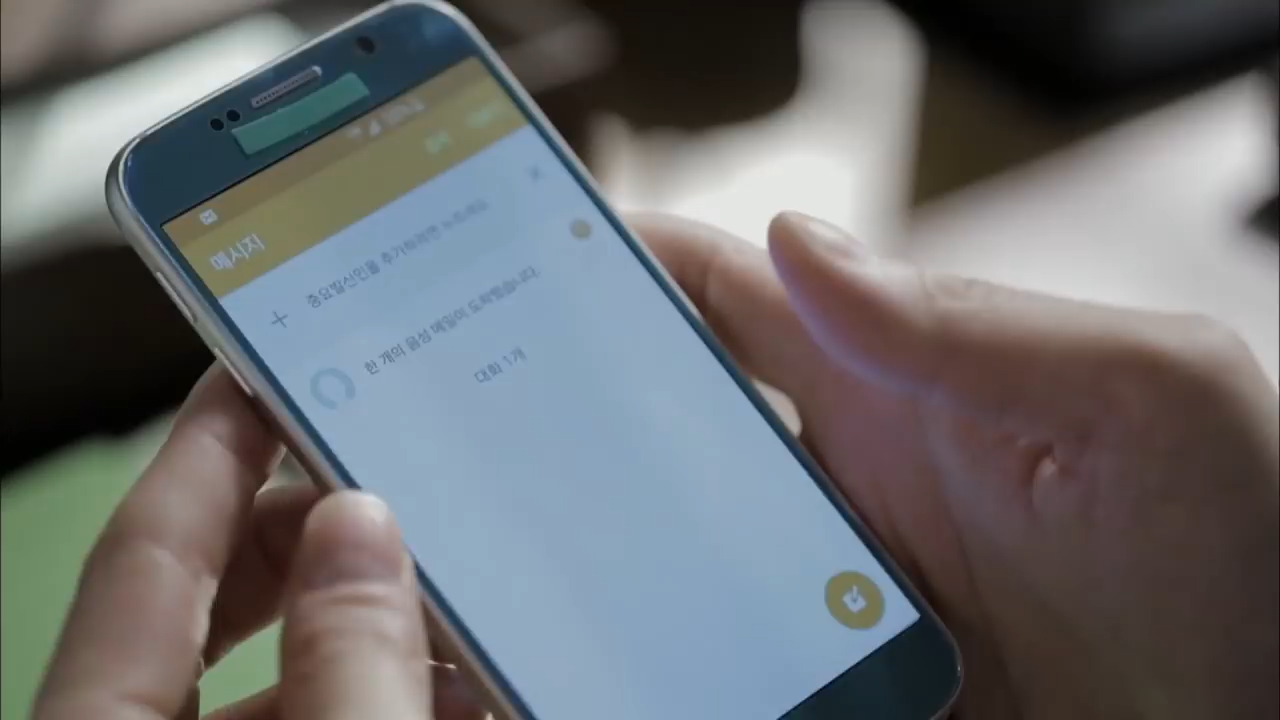 메시지
중요발신인을 추가하려면 누르세요
한 개의 음성 메일이 도착했습니다.
대화 1개